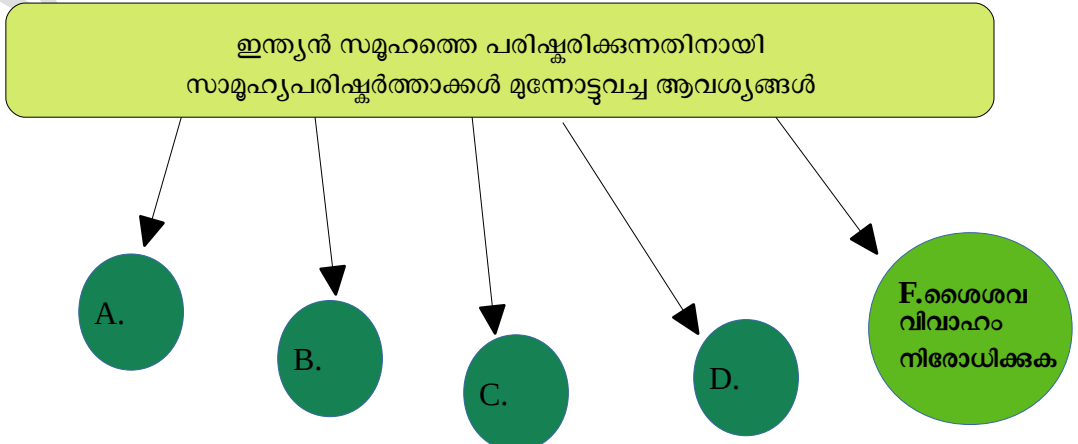 ഇന്ത്യൻ സമൂഹത്തെ പരിഷ്കരിക്കുന്നതിനായി
സാമൂഹ്യപരിഷ്കർത്താക്കൾ മുന്നോട്ടുവച്ച ആവശ്യങ്ങൾ
A.
B.
C.
D.
F.ശൈശവ
വിവാഹം
നിരോധിക്കുക